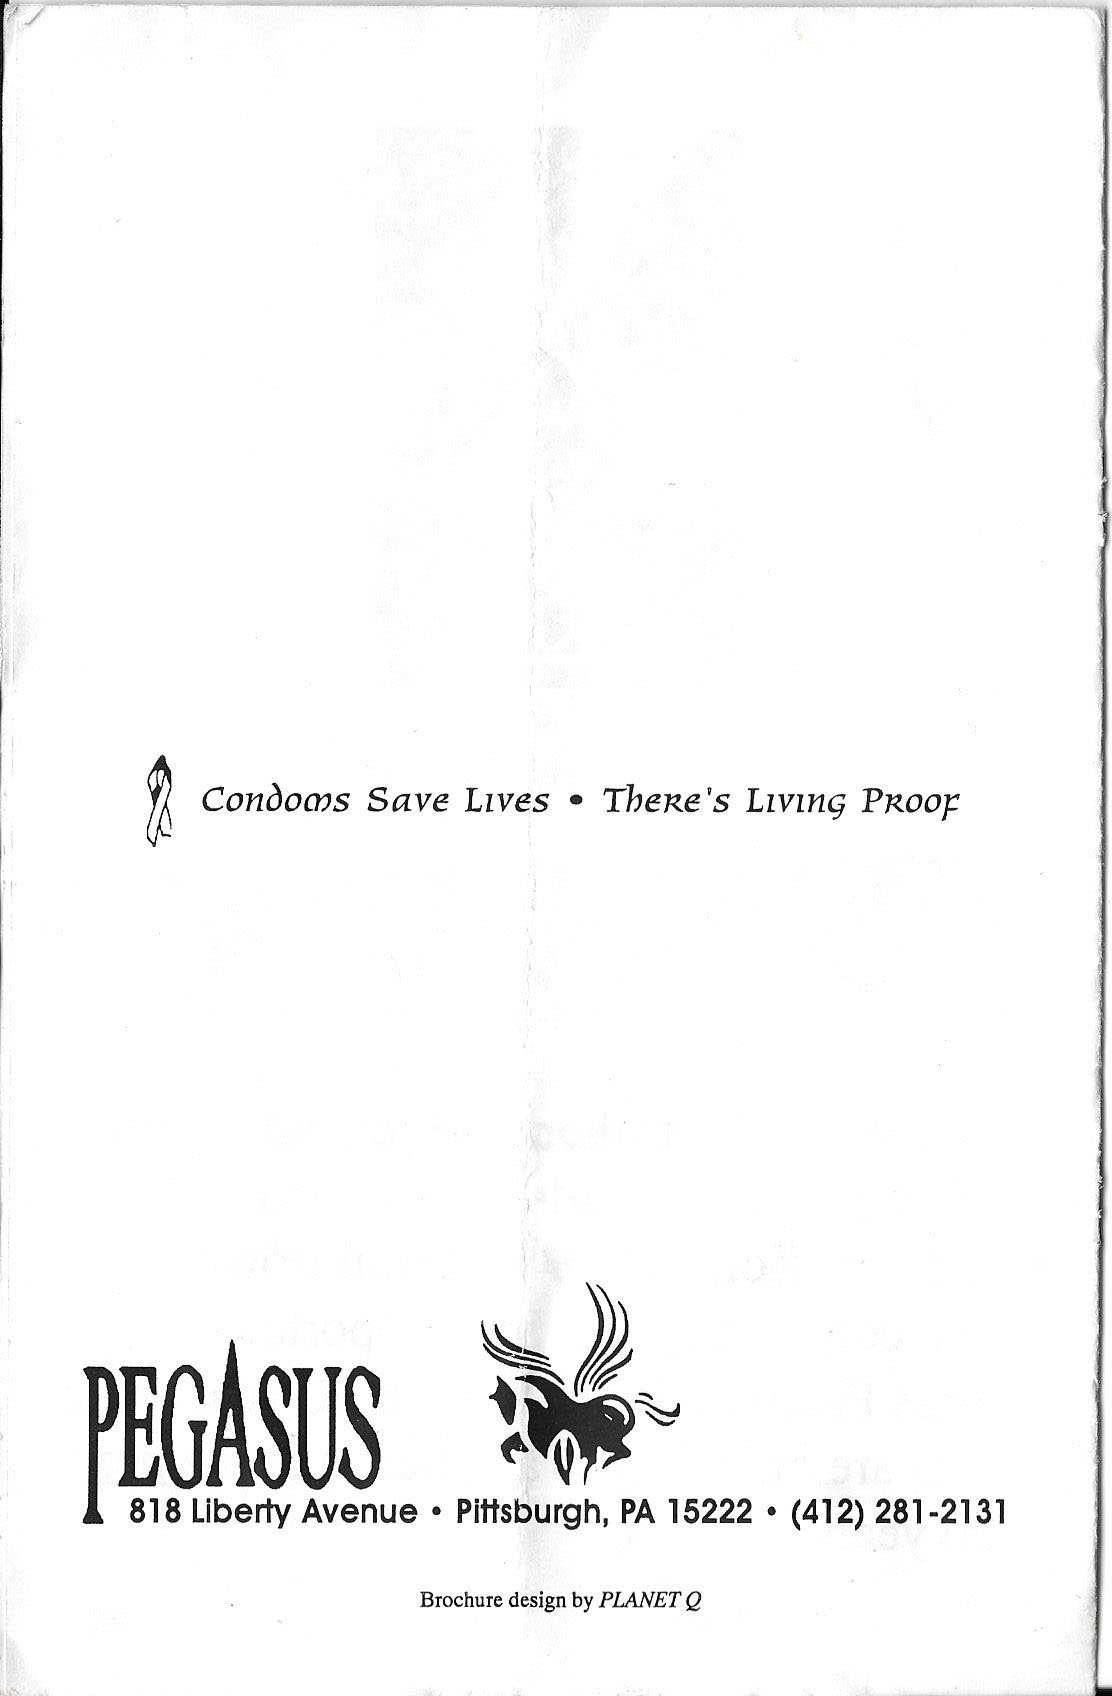 Condoms Save Lives • There's Living Proof
PEGASUS
818 Liberty Avenue • Pittsburgh, PA 15222 • (412) 281-2131
Brochure design by PLANET Q